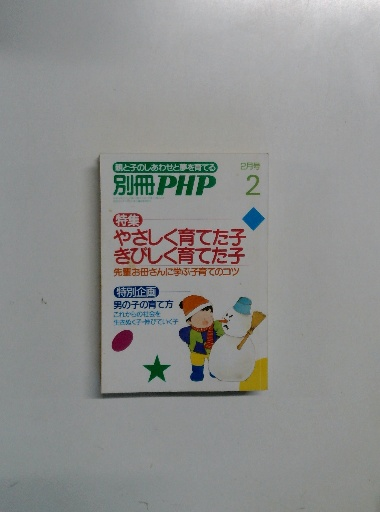 親と子のしあわせと夢を育てる
別冊PHP
2月号
2
特集
やさしく育てた子
きびしく育てた子
先輩お母さんに学ぶ子育てのコツ
特別企画
男の子の育て方
これからの社会を
生きぬく子・伸びていく子